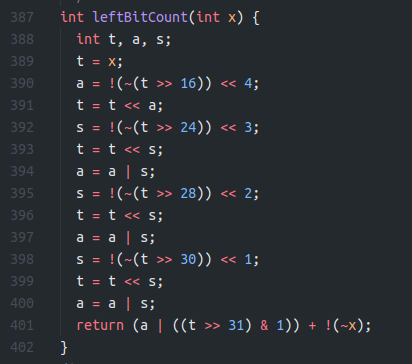 387 int leftBitCount(int x) {
388 int t, a, s;
389 t = x;
390 a = !(~(t >> 16)) << 4;
391 t = t << a;
392 s = !(~(t >> 24)) << 3;
393 t = t << s;
394 a = a | s;
395 s = !(~(t >> 28)) << 2;
396 t = t << s;
397 a = a | s;
398 s = !(~(t >> 30)) << 1;
399 t = t << s;
400 a = a | s;
401 return (a | ((t >> 31) & 1)) + !(~x);
402 }